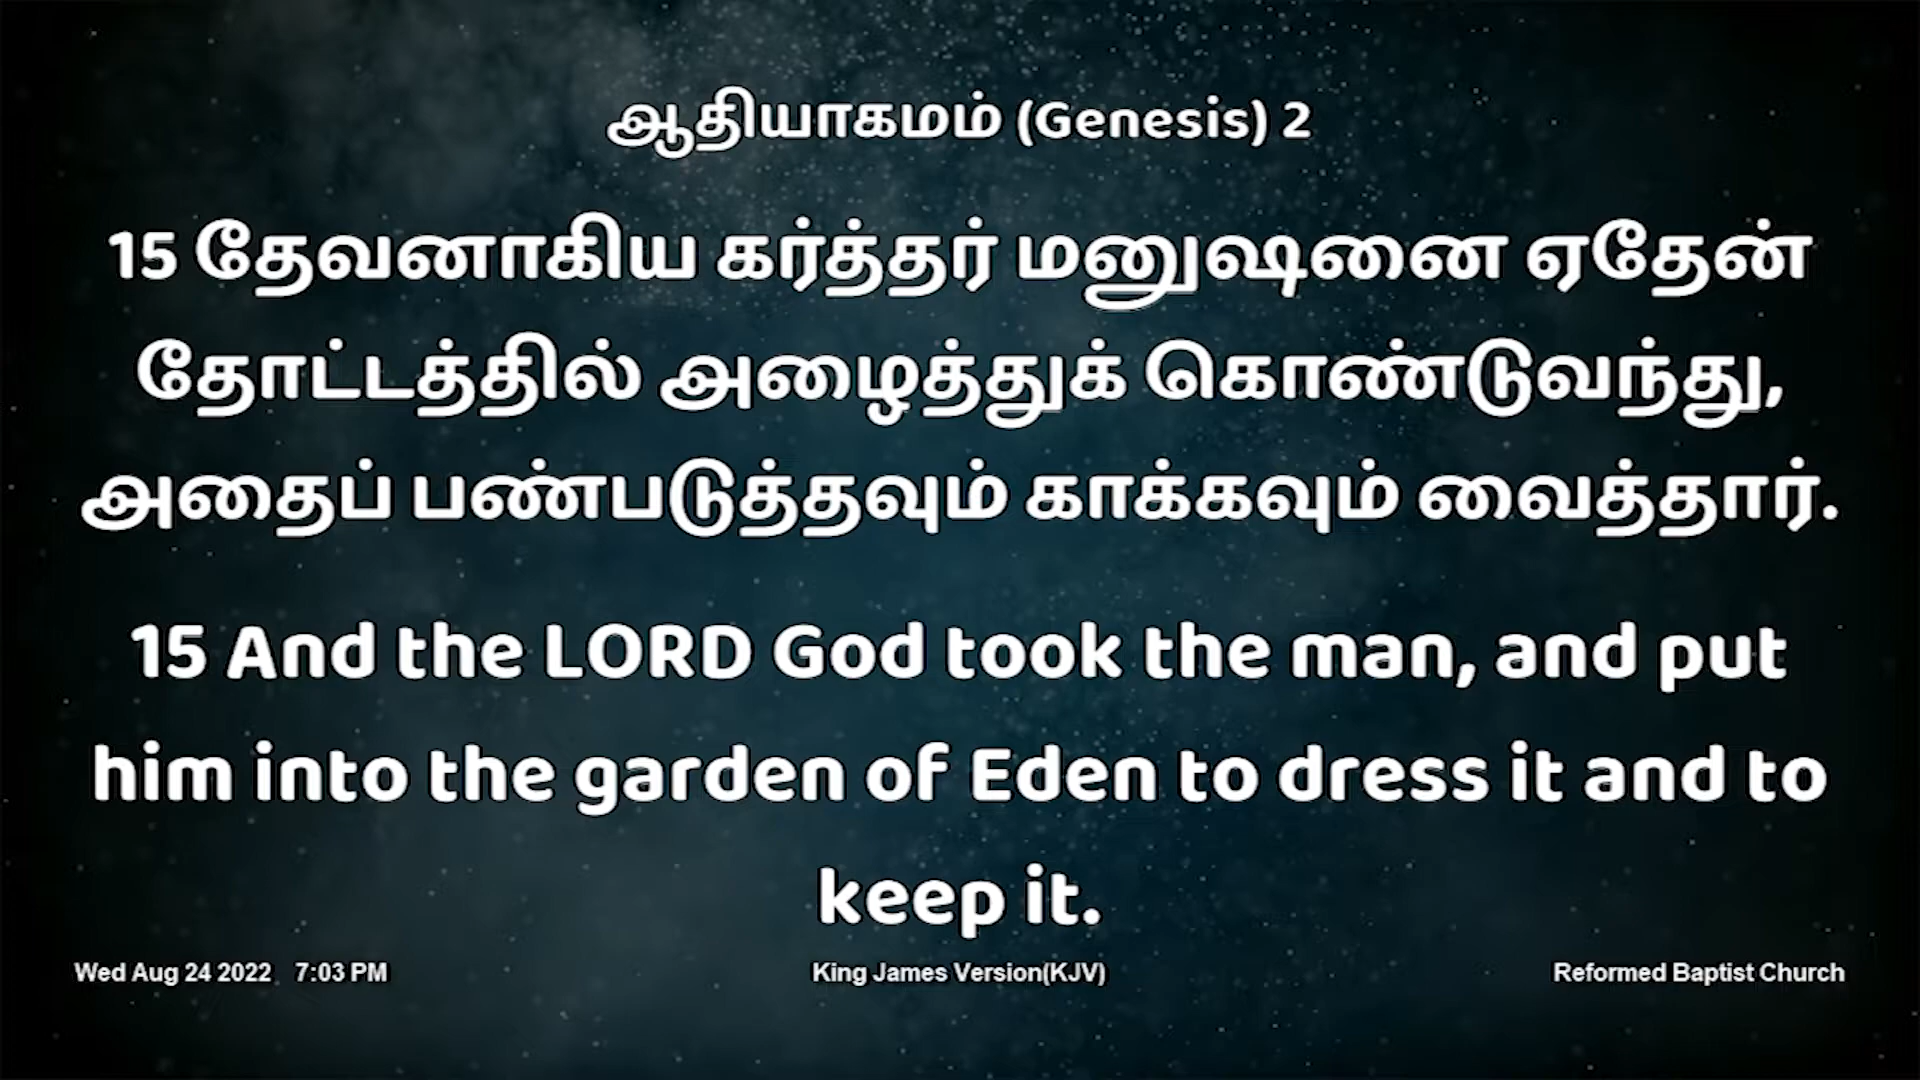 ஆதியாகமம் (Genesis) 2
15 தேவனாகிய கர்த்தர் மனுஷனை ஏதேன்
தோட்டத்தில் அழைத்துக் கொண்டுவந்து,
அதைப் பண்படுத்தவும் காக்கவும் வைத்தார்.
15 And the LORD God took the man, and put
him into the garden of Eden to dress it and to
keep it.
Wed Aug 24 2022 7:03 PM King James Version(KJV) Reformed Baptist Church